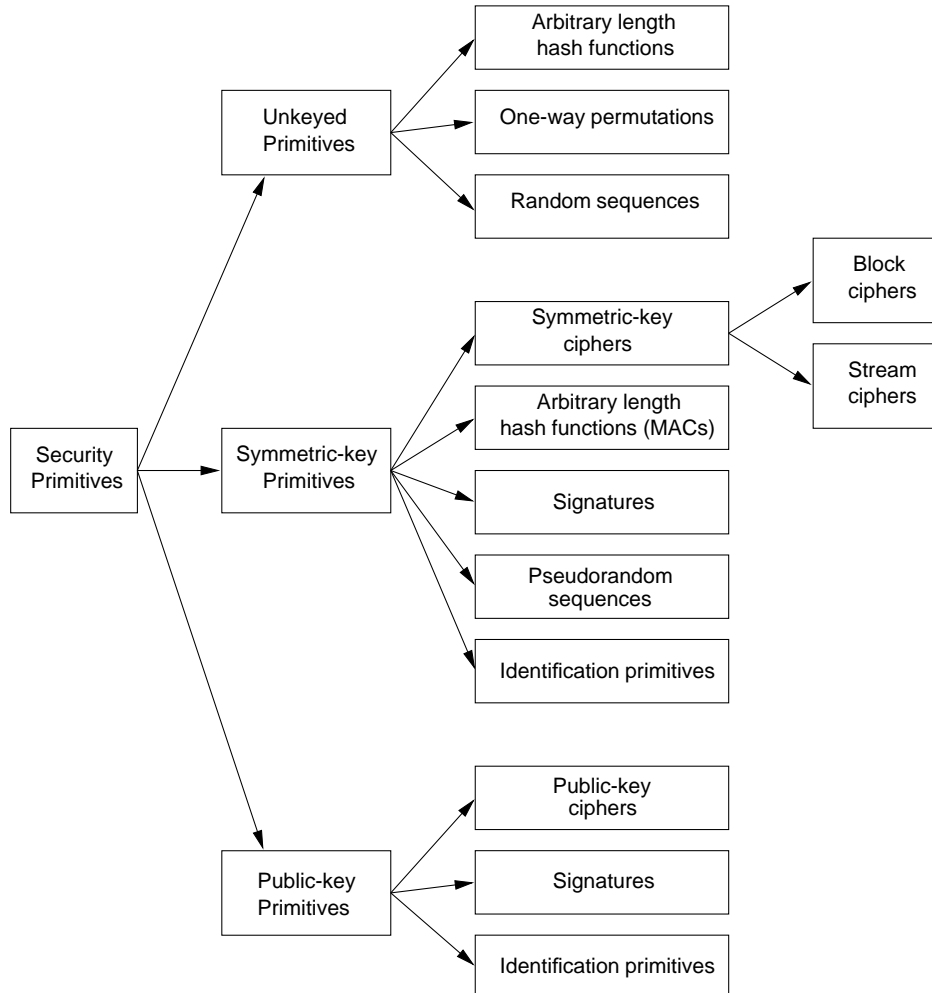 Arbitrary length
hash functions
Unkeyed
Primitives
One-way permutations
Random sequences
Block
ciphers
Symmetric-key
ciphers
Stream
ciphers
Arbitrary length
hash functions (MACs)
Security
Primitives
Symmetric-key
Primitives
Signatures
Pseudorandom
sequences
Identification primitives
Public-key
ciphers
Public-key
Primitives
Signatures
Identification primitives